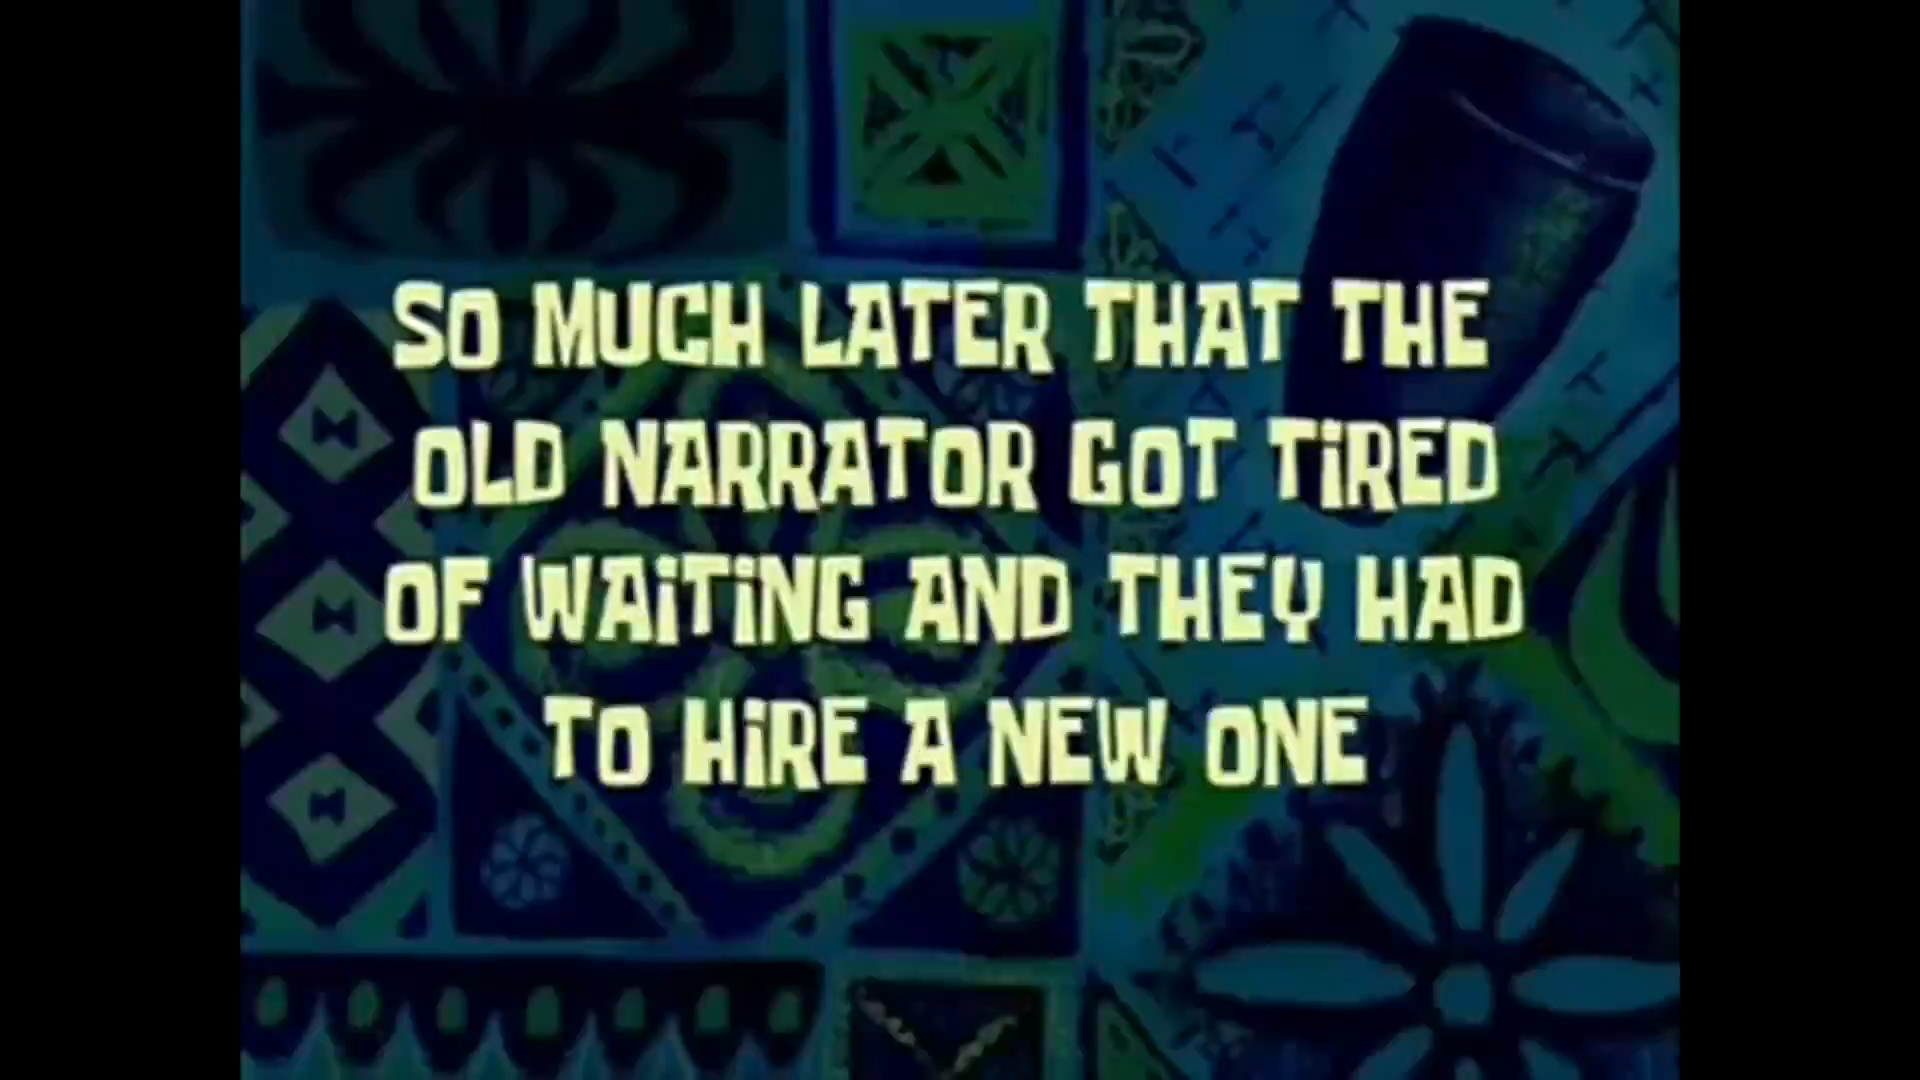 SO MUCH LATER THAT THE
OLD NARRATOR GOT TiRED
OF WAiTiNG AND THEY HAD
TO HiRE A NEW ONE